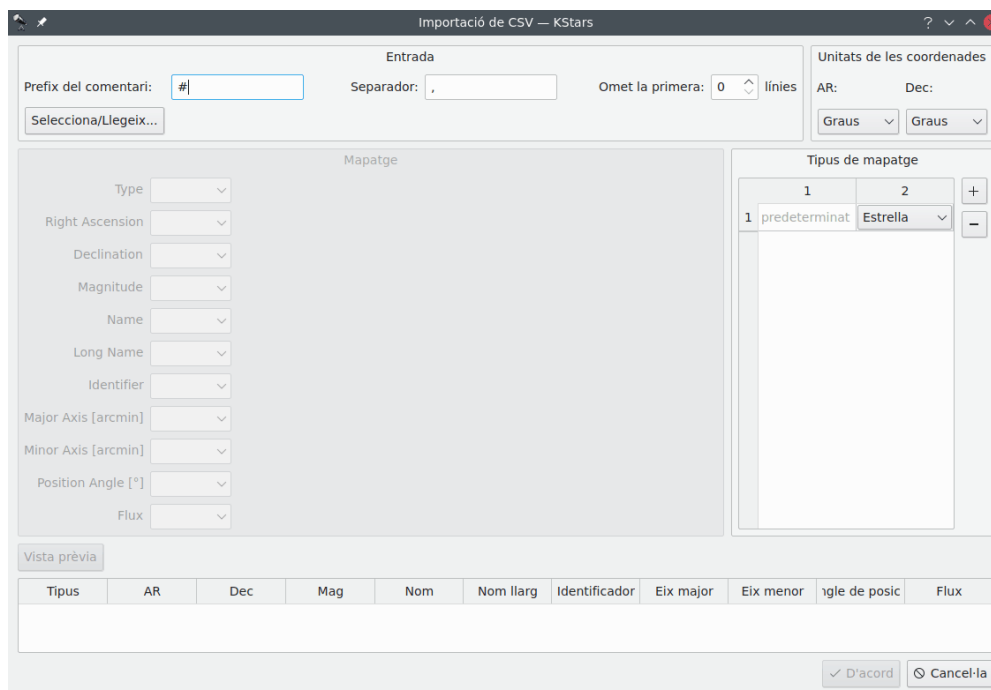 Importació de CSV — KStars
Entrada
Prefix del comentari: #
Separador: ,
Omet la primera: 0 línies
Selecciona/Llegeix...
Unitats de les coordenades
AR: Dec:
Graus Graus
Mapatge
Type
Right Ascension
Declination
Magnitude
Name
Long Name
Identifier
Major Axis [arcmin]
Minor Axis [arcmin]
Position Angle [°]
Flux
Tipus de mapatge
1 2
1 predeterminat Estrella
+
−
Vista prèvia
Tipus AR Dec Mag Nom Nom llarg Identificador Eix major Eix menor ngle de posic Flux
D'acord Cancel·la